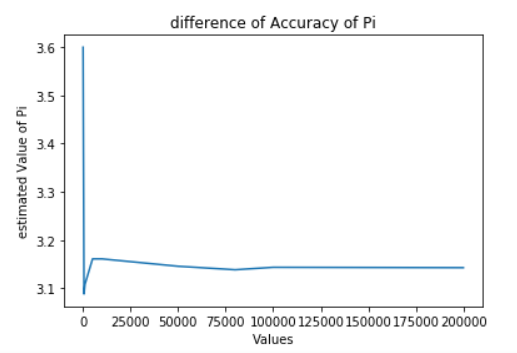 difference of Accuracy of Pi
3.6
3.5
3.4
3.3
3.2
3.1
estimated Value of Pi
0 25000 50000 75000 100000 125000 150000 175000 200000
Values